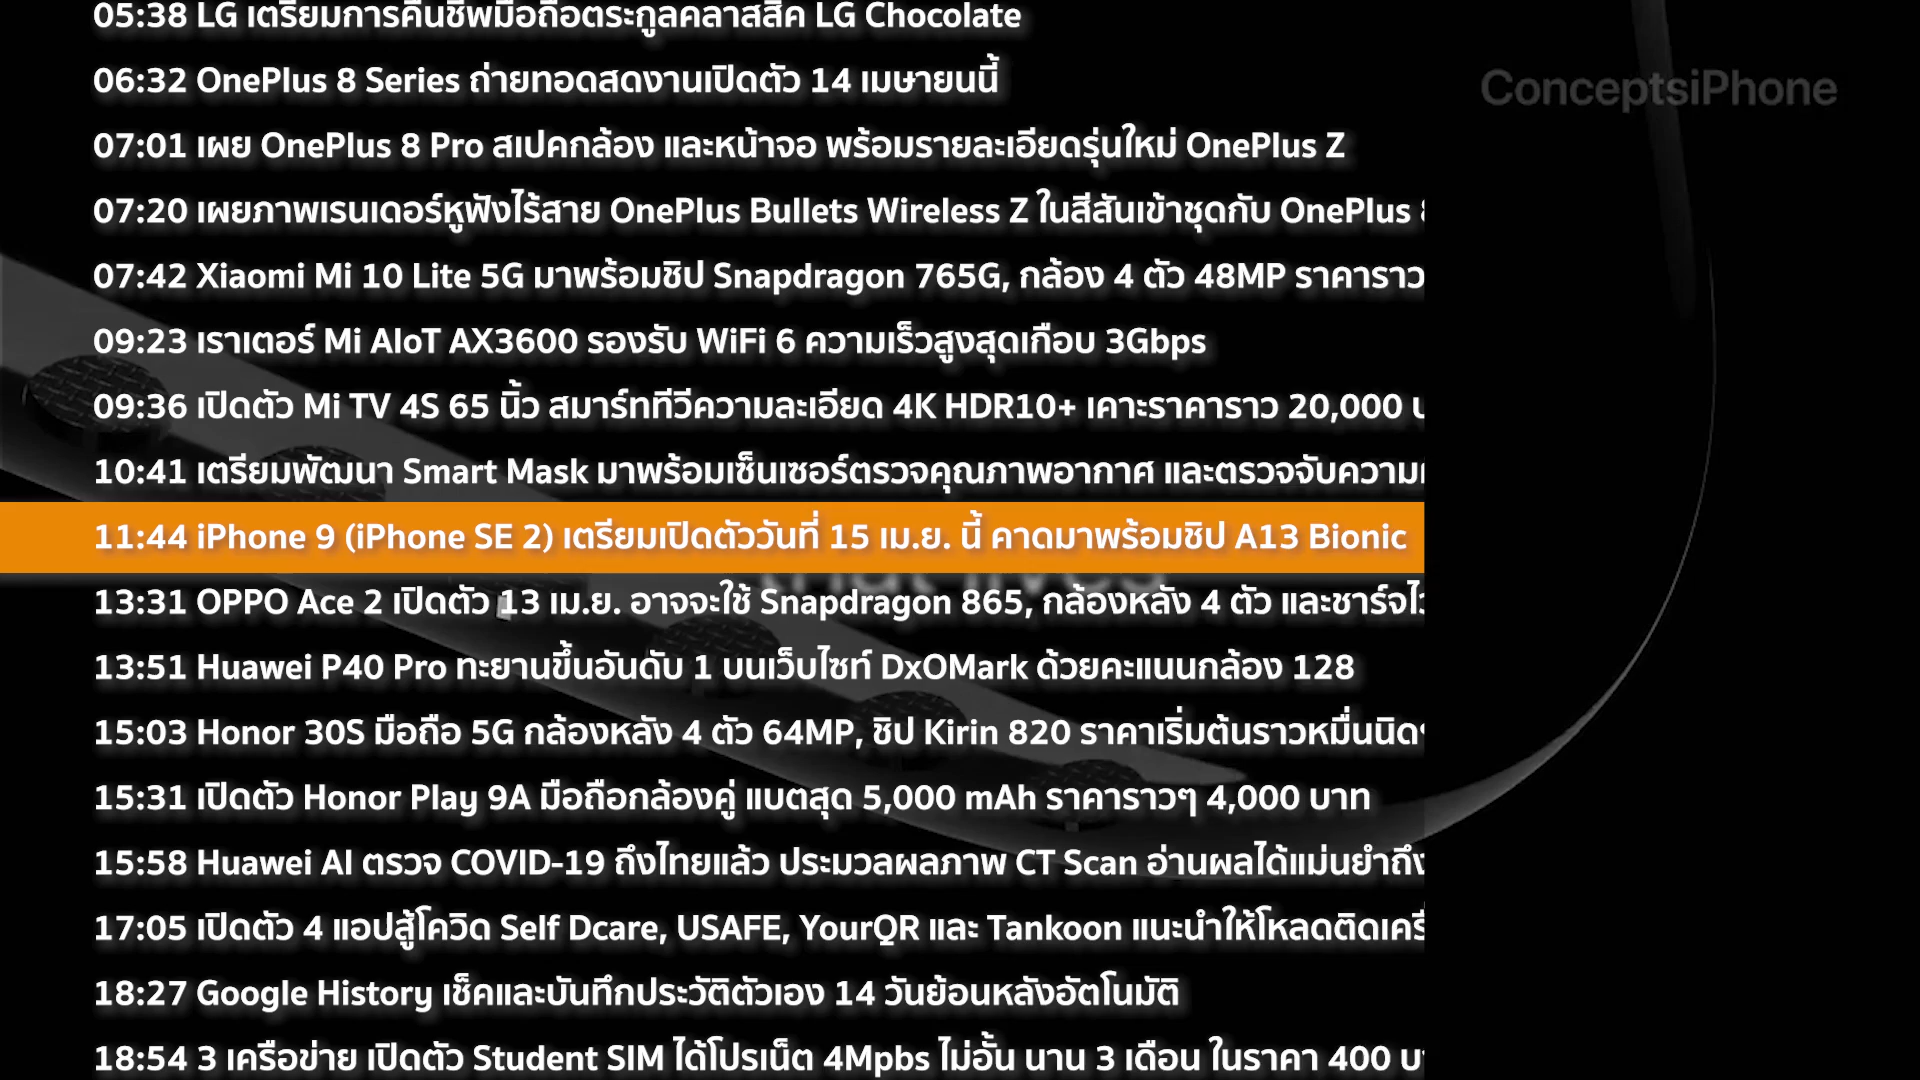 05:38 LG เตรียมการคืนชีพมือถือตระกูลคลาสสิค LG Chocolate
ConceptsiPhone
06:32 OnePlus 8 Series ถ่ายทอดสดงานเปิดตัว 14 เมษายนนี้
07:01 เผย OnePlus 8 Pro สเปคกล้อง และหน้าจอ พร้อมรายละเอียดรุ่นใหม่ OnePlus Z
07:20 เผยภาพเรนเดอร์หูฟังไร้สาย OnePlus Bullets Wireless Z ในสีสันเข้าชุดกับ OnePlus
07:42 Xiaomi Mi 10 Lite 5G มาพร้อมชิป Snapdragon 765G, กล้อง 4 ตัว 48MP ราคาราว
09:23 เราเตอร์ Mi AIoT AX3600 รองรับ WiFi 6 ความเร็วสูงสุดเกือบ 3Gbps
09:36 เปิดตัว Mi TV 4S 65 นิ้ว สมาร์ททีวีความละเอียด 4K HDR10+ เคาะราคาราว 20,000
10:41 เตรียมพัฒนา Smart Mask มาพร้อมเซ็นเซอร์ตรวจคุณภาพอากาศ และตรวจจับความ
11:44 iPhone 9 (iPhone SE 2) เตรียมเปิดตัววันที่ 15 เม.ย. นี้ คาดมาพร้อมชิป A13 Bionic
13:31 OPPO Ace 2 เปิดตัว 13 เม.ย. อาจจะใช้ Snapdragon 865, กล้องหลัง 4 ตัว และชาร์จ
13:51 Huawei P40 Pro ทะยานขึ้นอันดับ 1 บนเว็บไซท์ DxOMark ด้วยคะแนนกล้อง 128
15:03 Honor 30S มือถือ 5G กล้องหลัง 4 ตัว 64MP, ชิป Kirin 820 ราคาเริ่มต้นราวหมื่นนิด
15:31 เปิดตัว Honor Play 9A มือถือกล้องคู่ แบตสุด 5,000 mAh ราคาราวๆ 4,000 บาท
15:58 Huawei AI ตรวจ COVID-19 ถึงไทยแล้ว ประมวลผลภาพ CT Scan อ่านผลได้แม่นยำถึง
17:05 เปิดตัว 4 แอปสู้โควิด Self Dcare, USAFE, YourQR และ Tankoon แนะนำให้โหลดติด
18:27 Google History เช็คและบันทึกประวัติตัวเอง 14 วันย้อนหลังอัตโนมัติ
18:54 3 เครือข่าย เปิดตัว Student SIM ได้โปรเน็ต 4Mpbs ไม่อั้น นาน 3 เดือน ในราคา 400